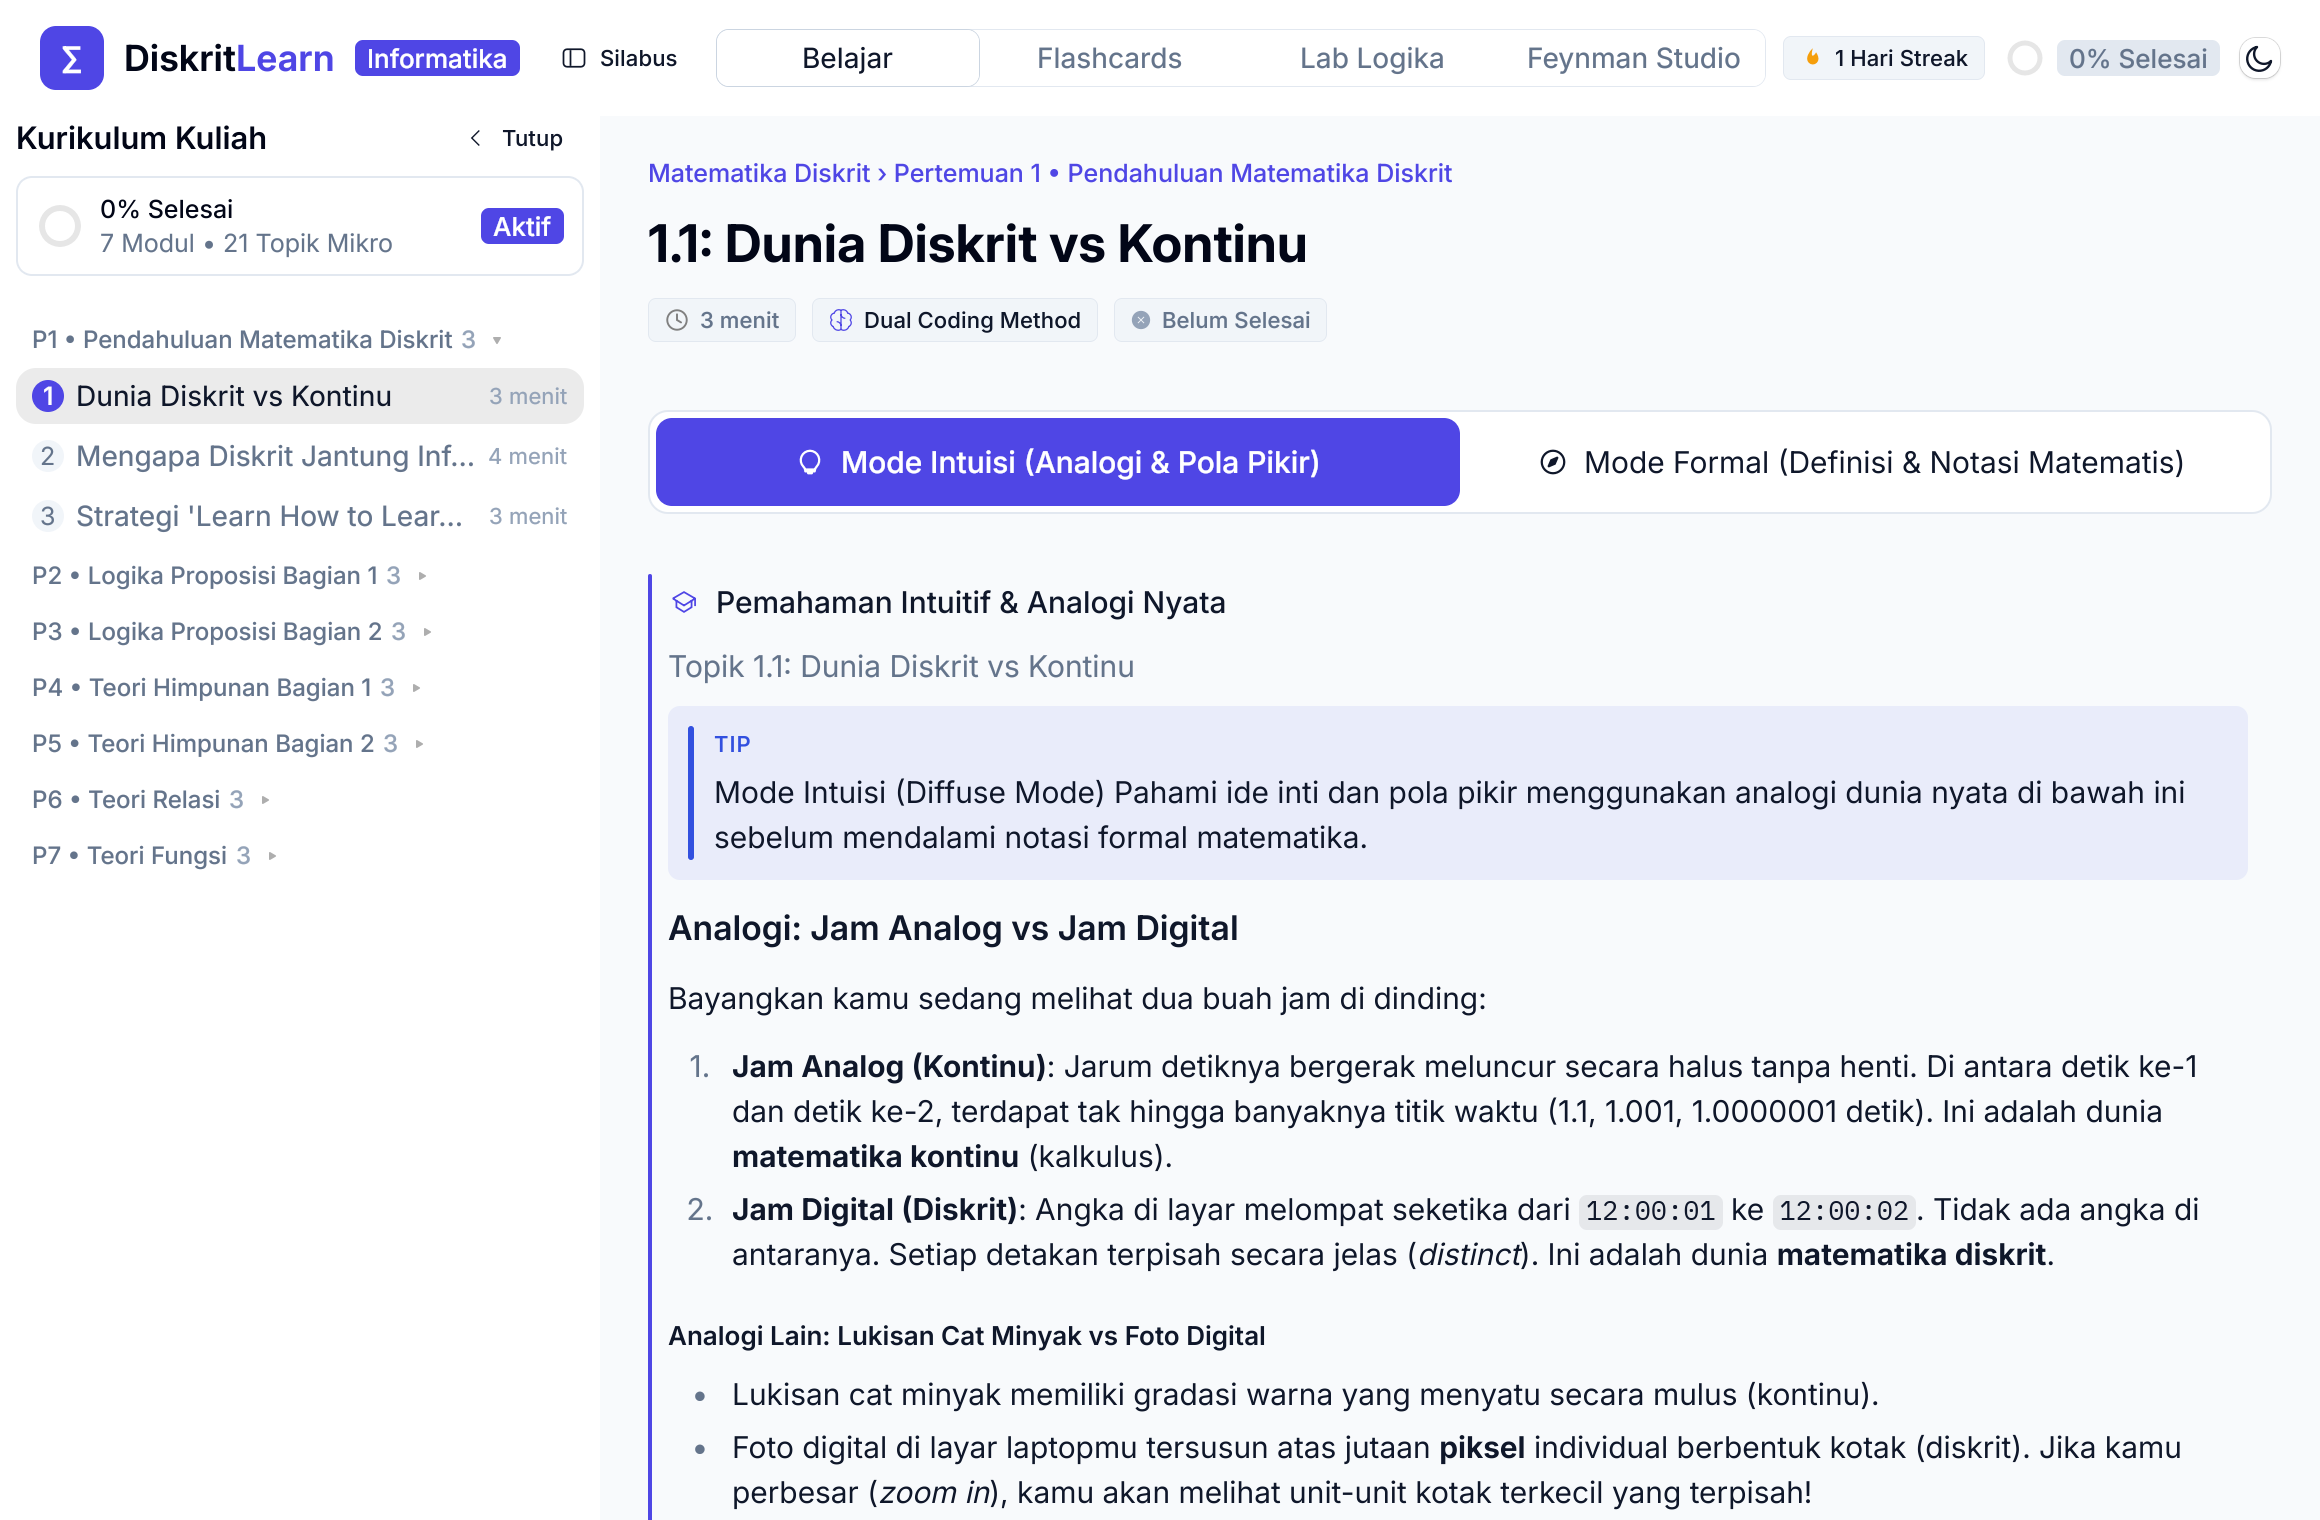 Σ DiskritLearn Informatika Silabus Belajar Flashcards Lab Logika Feynman Studio 1 Hari Streak 0% Selesai
Kurikulum Kuliah Tutup
0% Selesai
7 Modul • 21 Topik Mikro
Aktif
P1 • Pendahuluan Matematika Diskrit 3
1 Dunia Diskrit vs Kontinu 3 menit
2 Mengapa Diskrit Jantung Inf... 4 menit
3 Strategi 'Learn How to Lear... 3 menit
P2 • Logika Proposisi Bagian 1 3
P3 • Logika Proposisi Bagian 2 3
P4 • Teori Himpunan Bagian 1 3
P5 • Teori Himpunan Bagian 2 3
P6 • Teori Relasi 3
P7 • Teori Fungsi 3
Matematika Diskrit › Pertemuan 1 • Pendahuluan Matematika Diskrit
1.1: Dunia Diskrit vs Kontinu
3 menit Dual Coding Method Belum Selesai
Mode Intuisi (Analogi & Pola Pikir) Mode Formal (Definisi & Notasi Matematis)
Pemahaman Intuitif & Analogi Nyata
Topik 1.1: Dunia Diskrit vs Kontinu
TIP
Mode Intuisi (Diffuse Mode) Pahami ide inti dan pola pikir menggunakan analogi dunia nyata di bawah ini
sebelum mendalami notasi formal matematika.
Analogi: Jam Analog vs Jam Digital
Bayangkan kamu sedang melihat dua buah jam di dinding:
1. Jam Analog (Kontinu): Jarum detiknya bergerak meluncur secara halus tanpa henti. Di antara detik ke-1
dan detik ke-2, terdapat tak hingga banyaknya titik waktu (1.1, 1.001, 1.0000001 detik). Ini adalah dunia
matematika kontinu (kalkulus).
2. Jam Digital (Diskrit): Angka di layar melompat seketika dari 12:00:01 ke 12:00:02. Tidak ada angka di
antaranya. Setiap detakan terpisah secara jelas (distinct). Ini adalah dunia matematika diskrit.
Analogi Lain: Lukisan Cat Minyak vs Foto Digital
• Lukisan cat minyak memiliki gradasi warna yang menyatu secara mulus (kontinu).
• Foto digital di layar laptopmu tersusun atas jutaan piksel individual berbentuk kotak (diskrit). Jika kamu
perbesar (zoom in), kamu akan melihat unit-unit kotak terkecil yang terpisah!